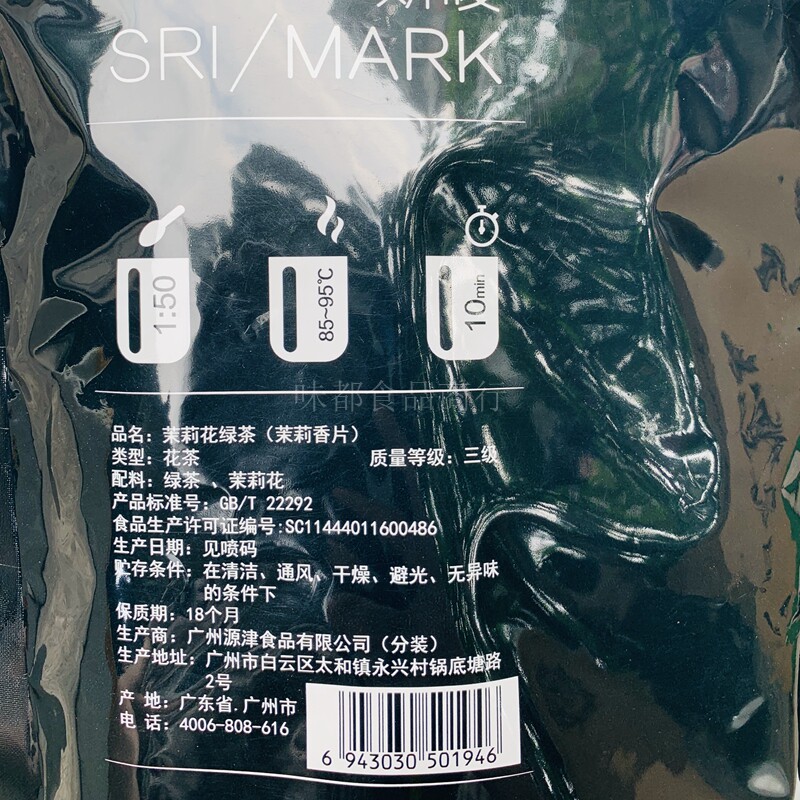 SRI/MARK
1:50
85~95℃
10min
味都食品商行
品名：茉莉花绿茶（茉莉香片）
类型：花茶 质量等级：三级
配料：绿茶 、茉莉花
产品标准号：GB/T 22292
食品生产许可证编号：SC11444011600486
生产日期：见喷码
贮存条件：在清洁、通风、干燥、避光、无异味
的条件下
保质期：18个月
生产商：广州源津食品有限公司（分装）
生产地址：广州市白云区太和镇永兴村锅底塘路
2号
产 地：广东省.广州市
电 话：4006-808-616
6 943030 501946